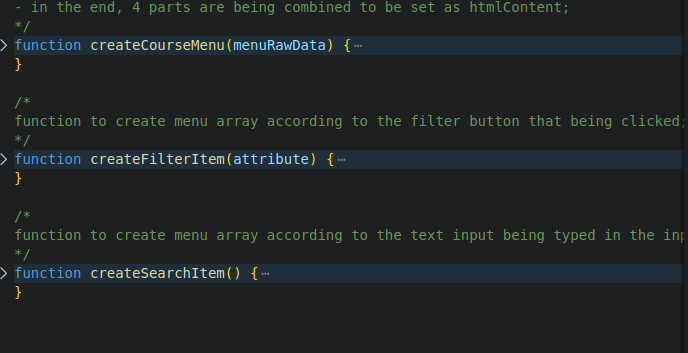 - in the end, 4 parts are being combined to be set as htmlContent;
*/
function createCourseMenu(menuRawData) {⋯
}
/*
function to create menu array according to the filter button that being clicked;
*/
function createFilterItem(attribute) {⋯
}
/*
function to create menu array according to the text input being typed in the
*/
function createSearchItem() {⋯
}